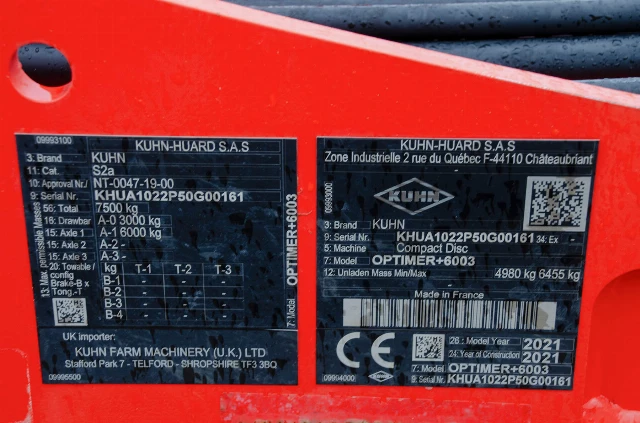 09993100
KUHN-HUARD S.A.S
3. Brand KUHN
11: Cat. S2a
10: Approval Nr./ NT-0047-19-00
9: Serial Nr. KHUA1022P50G00161
56: Total 7500 kg
16: Drawbar A-0 3000 kg
15: Axle 1 A-1 6000 kg
15: Axle 2 A-2 -
15: Axle 3 A-3 -
20: Towable / config kg T-1 T-2 T-3
Brake-B x B-1 - - -
Tong.-T B-2 - - -
B-3 - - -
B-4 - - -
13: Max. permissible Masses
7: Model OPTIMER+6003
UK importer:
KUHN FARM MACHINERY (U.K.) LTD
Stafford Park 7 - TELFORD - SHROPSHIRE TF3 3BQ
09995500
KUHN-HUARD S.A.S
Zone Industrielle 2 rue du Québec F-44110 Châteaubriant
09993000
KUHN
3: Brand KUHN
9: Serial Nr. KHUA1022P50G00161 34: Ex -
5: Machine Compact Disc
7: Model OPTIMER+6003
12: Unladen Mass Min/Max 4980 kg 6455 kg
Made in France
CE
26: Model Year 2021
24: Year of Construction 2021
7: Model OPTIMER+6003
9: Serial Nr. KHUA1022P50G00161
09994000